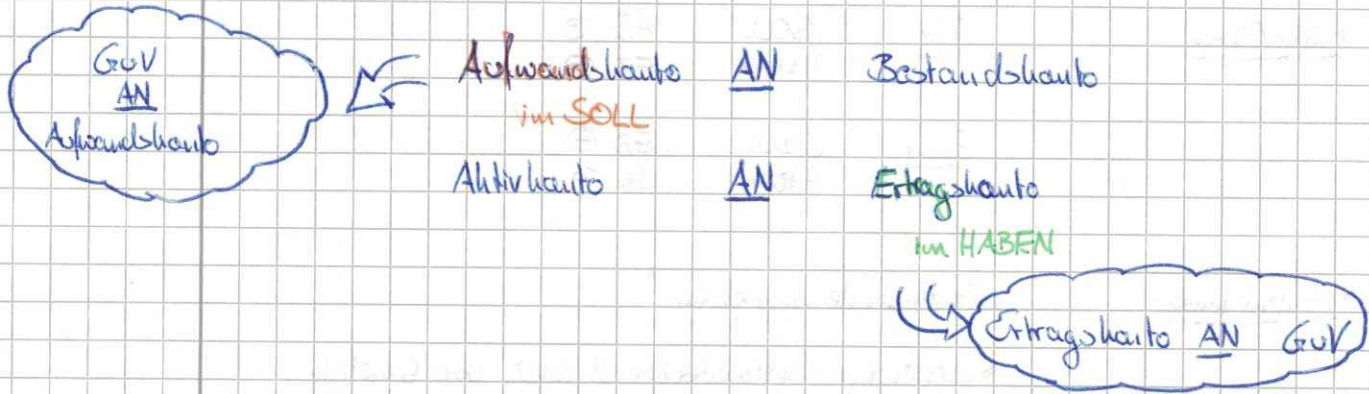 GuV
AN
Aufwandskonto
Aufwandskonto AN Bestandskonto
im SOLL
Aktivkonto AN Ertragskonto
im HABEN
Ertragskonto AN GuV